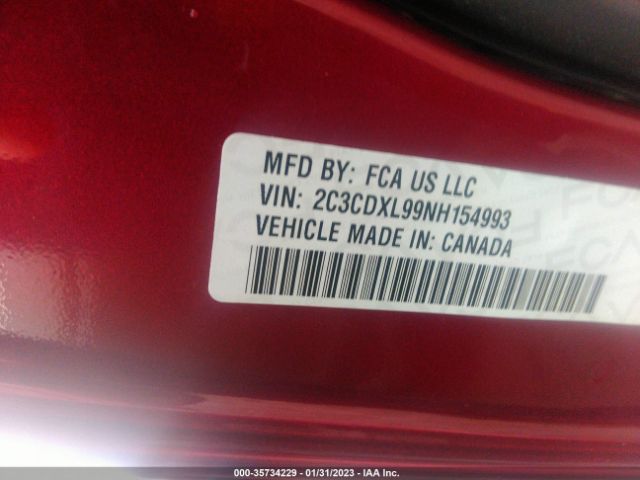 MFD BY: FCA US LLC
VIN: 2C3CDXL99NH154993
VEHICLE MADE IN: CANADA
000-35734229 - 01/31/2023 - IAA Inc.